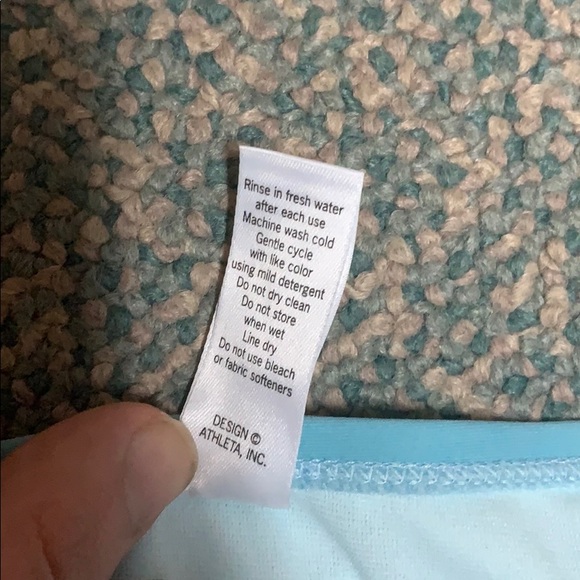 Rinse in fresh water
after each use
Machine wash cold
Gentle cycle
with like color
using mild detergent
Do not dry clean
Do not store
when wet
Line dry
Do not use bleach
or fabric softeners
DESIGN ©
ATHLETA, INC.